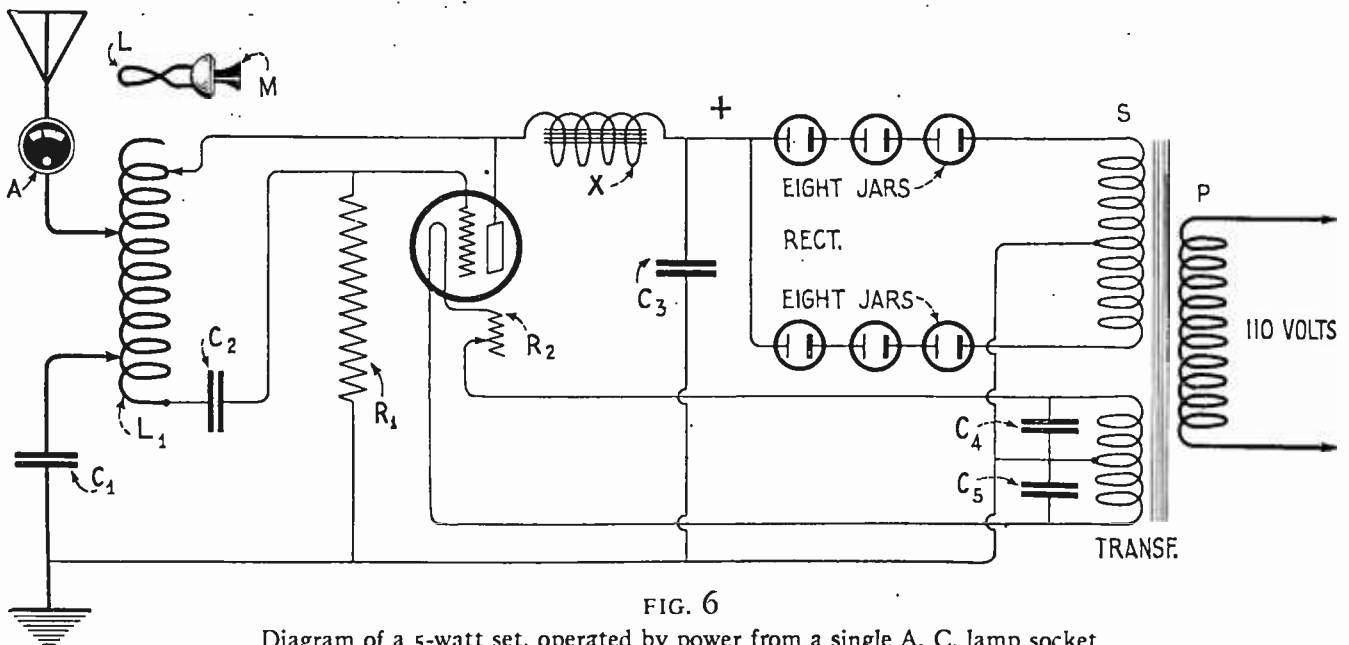 L
M
+
S
A
X
EIGHT JARS
P
RECT.
C3
EIGHT JARS
110 VOLTS
C2
R2
R1
L1
C4
C1
C5
TRANSF.
FIG. 6
Diagram of a 5-watt set, operated by power from a single A. C. lamp socket